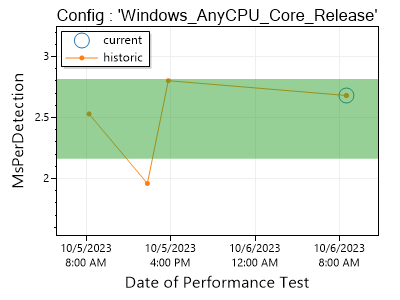 Config : 'Windows_AnyCPU_Core_Release'
current
historic
3
2.5
2
MsPerDetection
10/5/2023 10/5/2023 10/6/2023 10/6/2023
8:00 AM 4:00 PM 12:00 AM 8:00 AM
Date of Performance Test